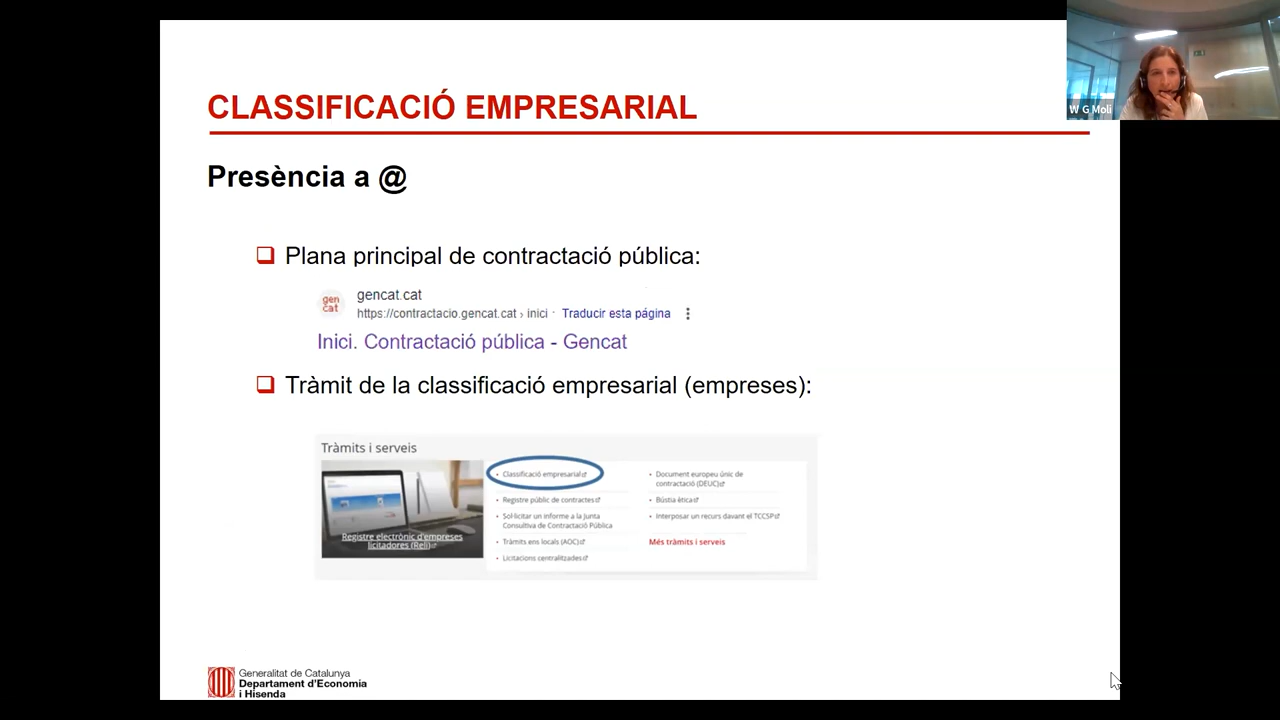 W G Moli
CLASSIFICACIÓ EMPRESARIAL
Presència a @
Plana principal de contractació pública:
gen
cat
gencat.cat
https://contractacio.gencat.cat › inici · Traducir esta página
Inici. Contractació pública - Gencat
Tràmit de la classificació empresarial (empreses):
Tràmits i serveis
Registre electrònic d'empreses
licitadores (Reli)
Classificació empresarial
Registre públic de contractes
Sol·licitar un informe a la Junta
Consultiva de Contractació Pública
Tràmits ens locals (AOC)
Licitacions centralitzades
Document europeu únic de
contractació (DEUC)
Bústia ètica
Interposar un recurs davant el TCCSP
Més tràmits i serveis
Generalitat de Catalunya
Departament d'Economia
i Hisenda